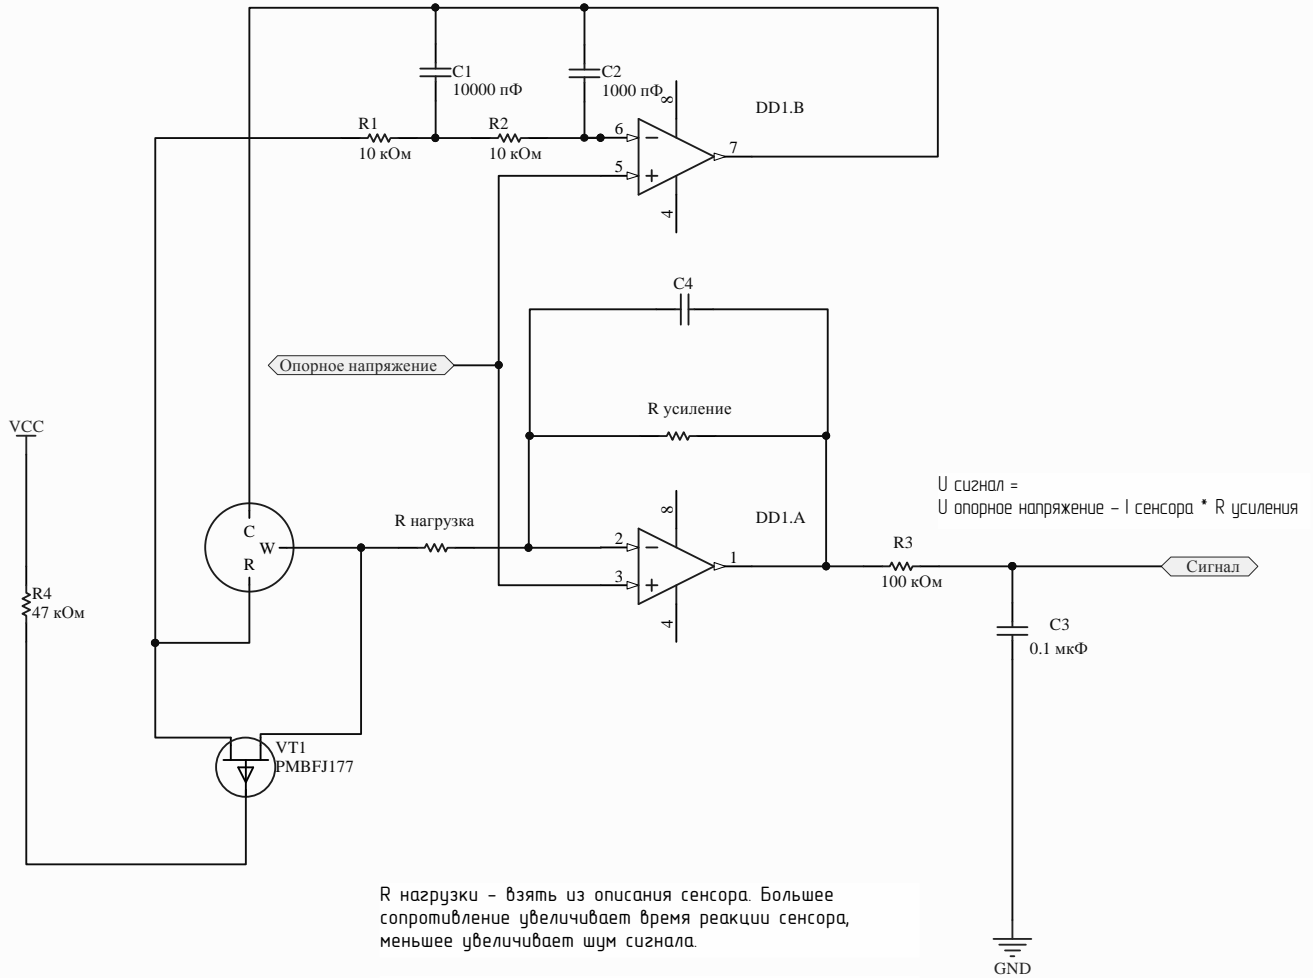 C1
10000 пФ
C2
1000 пФ
8
DD1.B
R1
10 кОм
R2
10 кОм
6
5
7
4
C4
Опорное напряжение
R усиление
VCC
U сигнал =
U опорное напряжение - I сенсора * R усиления
C
W
R
R нагрузка
8
DD1.A
2
3
1
4
R3
100 кОм
Сигнал
R4
47 кОм
C3
0.1 мкФ
VT1
PMBFJ177
R нагрузки - взять из описания сенсора. Большее
сопротивление увеличивает время реакции сенсора,
меньшее увеличивает шум сигнала.
GND